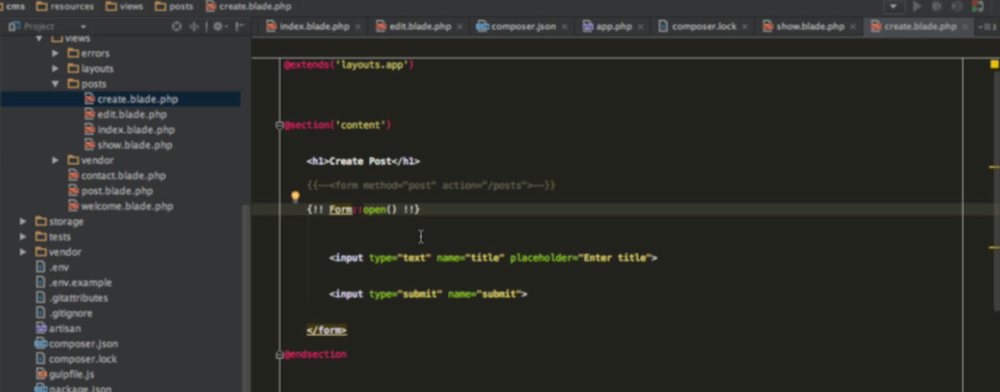 cms resources views posts create.blade.php
Project
index.blade.php edit.blade.php composer.json app.php composer.lock show.blade.php create.blade.php
views
errors
layouts
posts
create.blade.php
edit.blade.php
index.blade.php
show.blade.php
vendor
contact.blade.php
post.blade.php
welcome.blade.php
storage
tests
vendor
.env
.env.example
.gitattributes
.gitignore
artisan
composer.json
composer.lock
gulpfile.js
package.json
@extends('layouts.app')
@section('content')
<h1>Create Post</h1>
{{--<form method="post" action="/posts">--}}
{!! Form::open() !!}
<input type="text" name="title" placeholder="Enter title">
<input type="submit" name="submit">
</form>
@endsection